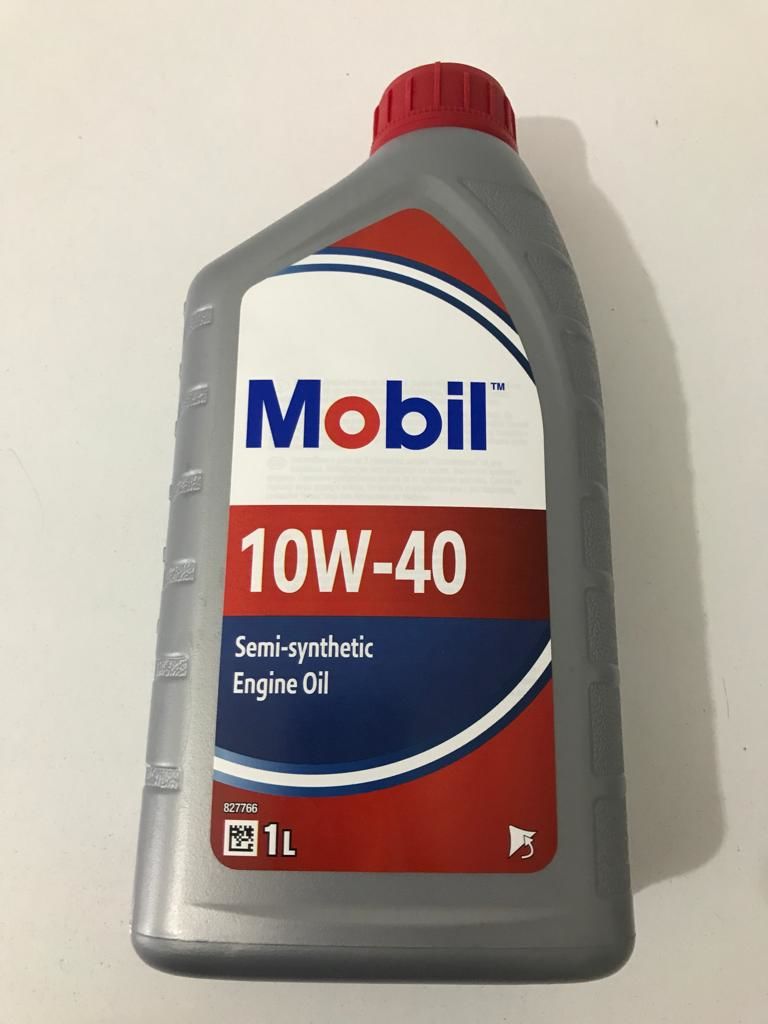 Mobil™
10W-40
Semi-synthetic
Engine Oil
827766
1L